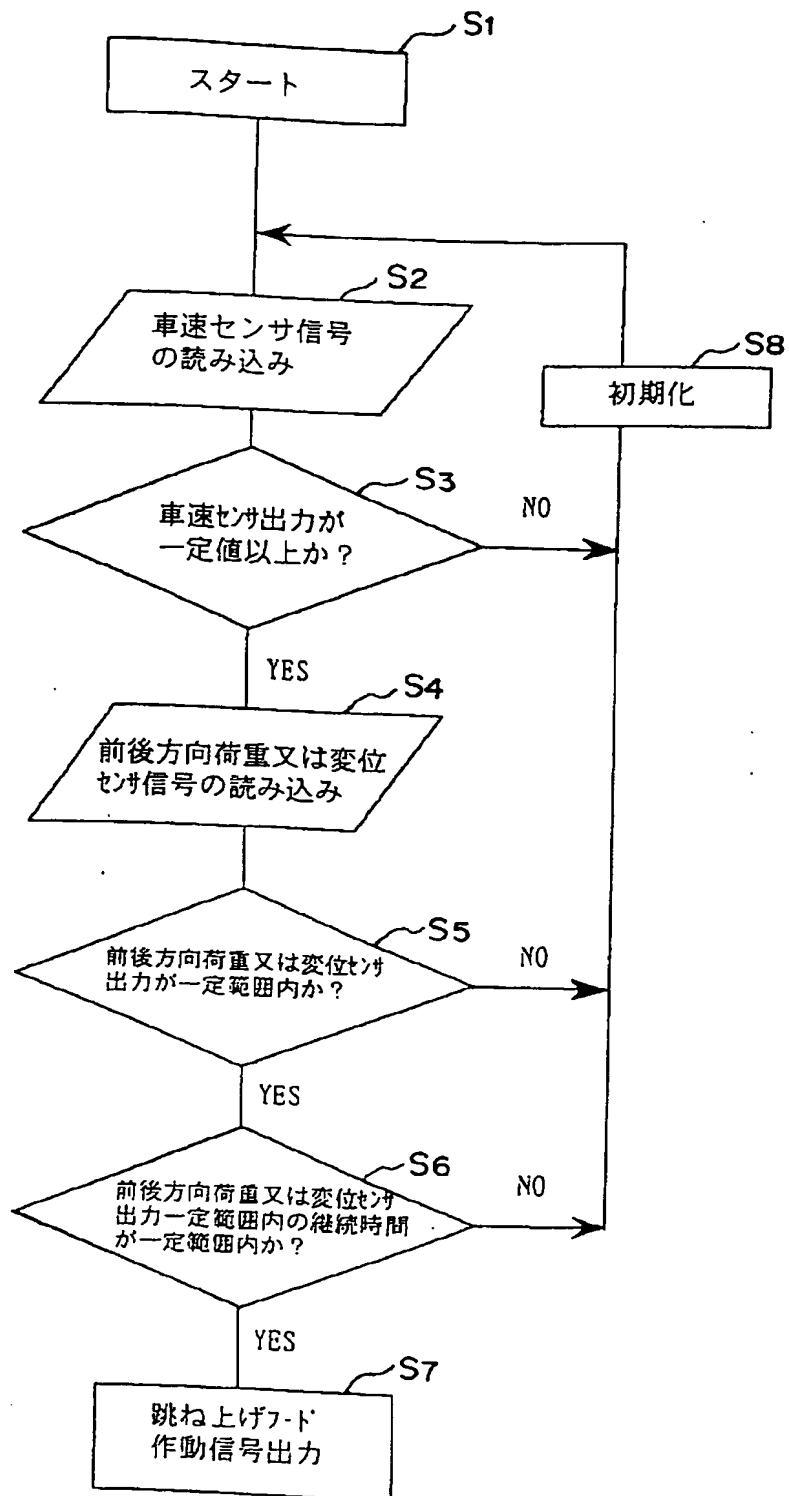 S1
スタート
S2
車速センサ信号
の読み込み
S8
初期化
S3
車速ｾﾝｻ出力が
一定値以上か？
NO
YES
S4
前後方向荷重又は変位
ｾﾝｻ信号の読み込み
S5
前後方向荷重又は変位ｾﾝｻ
出力が一定範囲内か？
NO
YES
S6
前後方向荷重又は変位ｾﾝｻ
出力一定範囲内の継続時間
が一定範囲内か？
NO
YES
S7
跳ね上げﾌｰﾄﾞ
作動信号出力